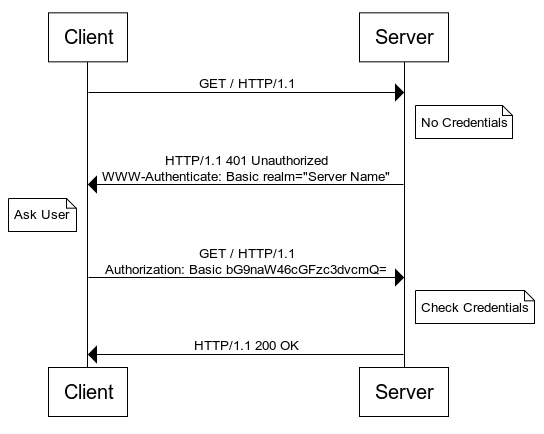 Client
Server
GET / HTTP/1.1
No Credentials
HTTP/1.1 401 Unauthorized
WWW-Authenticate: Basic realm="Server Name"
Ask User
GET / HTTP/1.1
Authorization: Basic bG9naW46cGFzc3dvcmQ=
Check Credentials
HTTP/1.1 200 OK
Client
Server